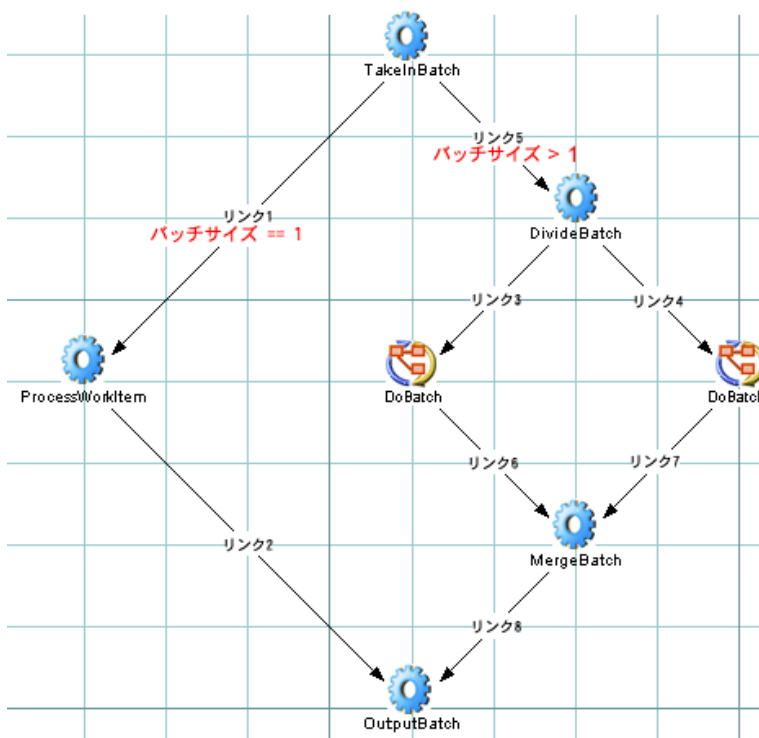 TakeInBatch
リンク5
バッチサイズ > 1
リンク1
バッチサイズ == 1
DivideBatch
リンク3
リンク4
ProcessWorkItem
DoBatch
DoBatch
リンク6
リンク7
リンク2
MergeBatch
リンク8
OutputBatch